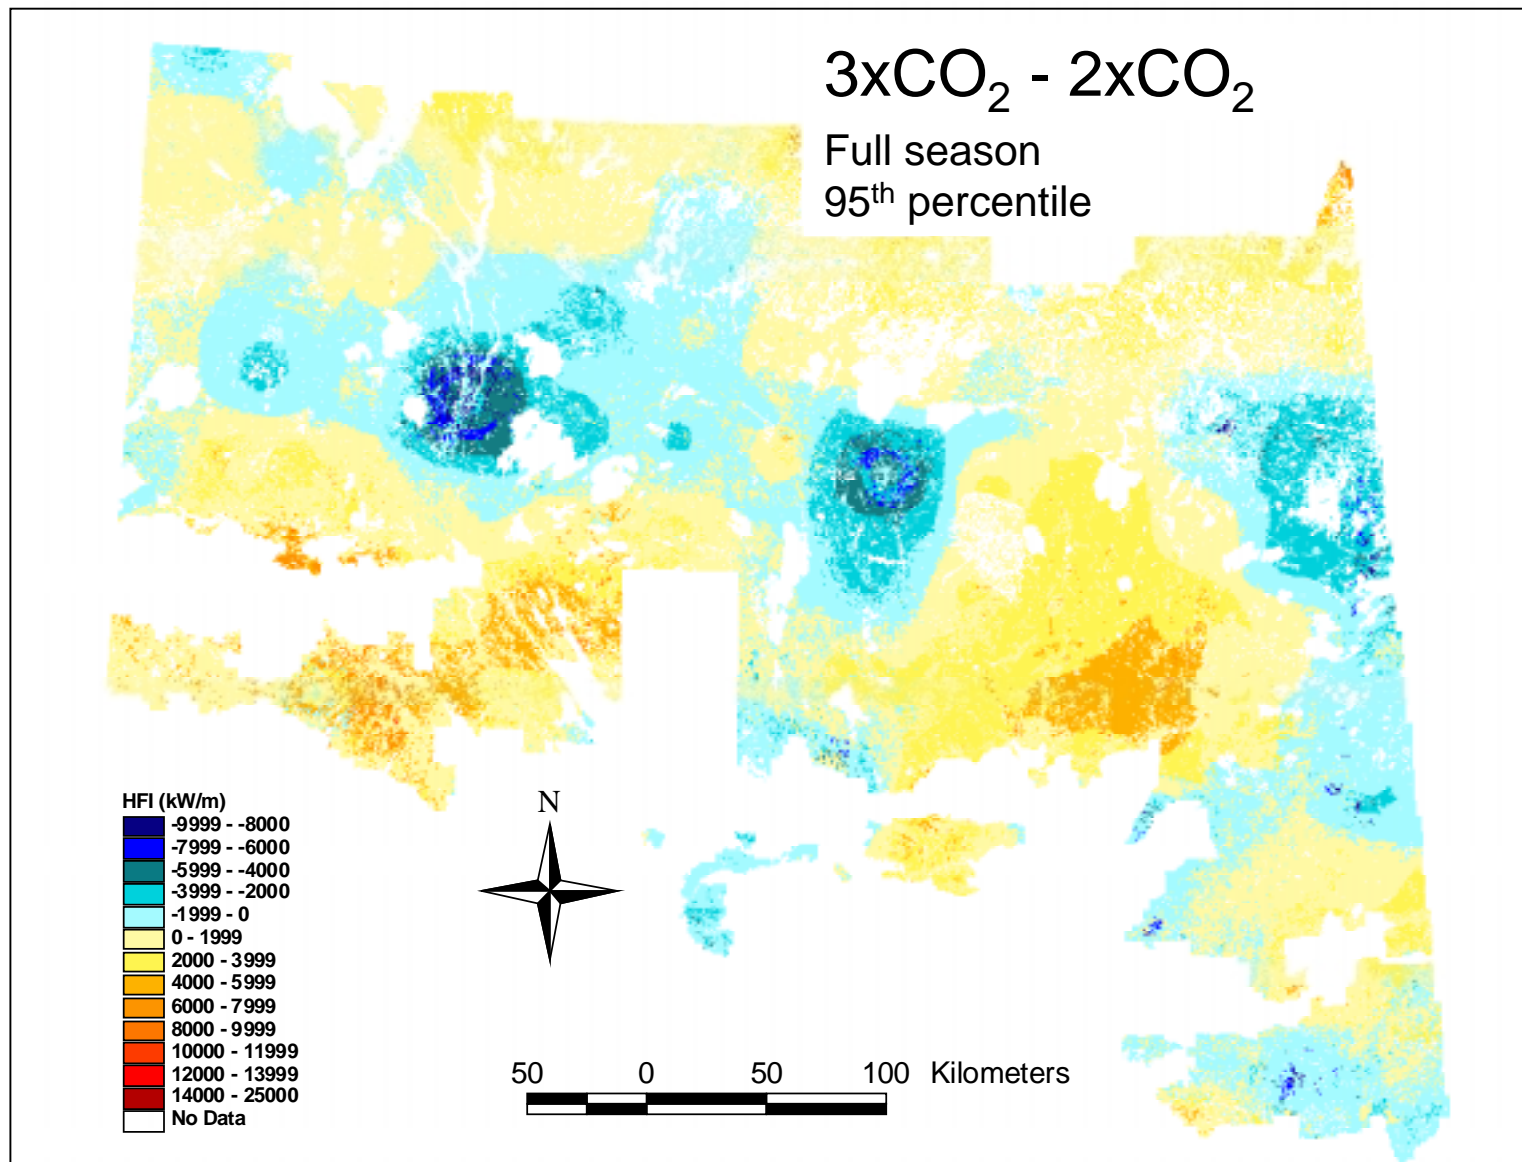 3xCO₂ - 2xCO₂
Full season
95th percentile
HFI (kW/m)
-9999 - -8000
-7999 - -6000
-5999 - -4000
-3999 - -2000
-1999 - 0
0 - 1999
2000 - 3999
4000 - 5999
6000 - 7999
8000 - 9999
10000 - 11999
12000 - 13999
14000 - 25000
No Data
N
50 0 50 100 Kilometers